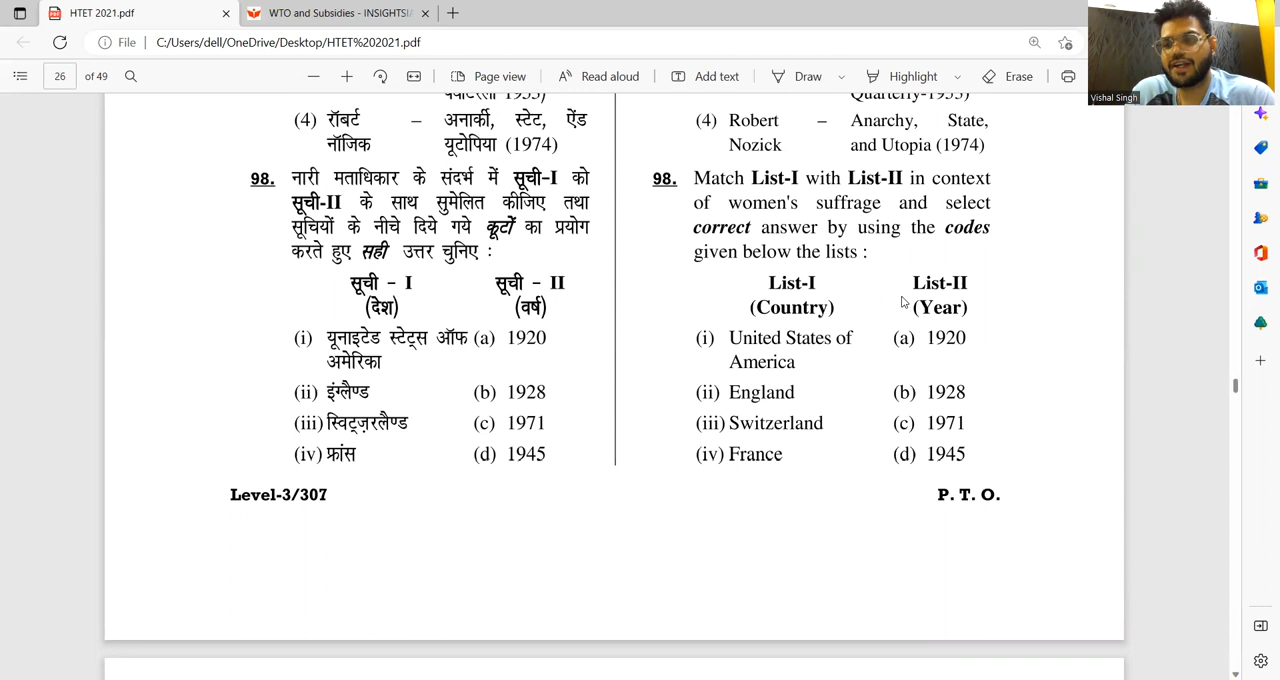 HTET 2021.pdf
WTO and Subsidies - INSIGHTSI
File C:/Users/dell/OneDrive/Desktop/HTET%202021.pdf
26 of 49
Page view
Read aloud
Add text
Draw
Highlight
Erase
Vishal Singh
(4) रॉबर्ट – अनार्की, स्टेट, ऐंड
नॉजिक यूटोपिया (1974)
98. नारी मताधिकार के संदर्भ में सूची-I को
सूची-II के साथ सुमेलित कीजिए तथा
सूचियों के नीचे दिये गये कूटों का प्रयोग
करते हुए सही उत्तर चुनिए :
सूची - I सूची - II
(देश) (वर्ष)
(i) यूनाइटेड स्टेट्स ऑफ (a) 1920
अमेरिका
(ii) इंग्लैण्ड (b) 1928
(iii) स्विट्ज़रलैण्ड (c) 1971
(iv) फ्रांस (d) 1945
Level-3/307
Quarterly-1953)
(4) Robert – Anarchy, State,
Nozick and Utopia (1974)
98. Match List-I with List-II in context
of women's suffrage and select
correct answer by using the codes
given below the lists :
List-I List-II
(Country) (Year)
(i) United States of (a) 1920
America
(ii) England (b) 1928
(iii) Switzerland (c) 1971
(iv) France (d) 1945
P. T. O.